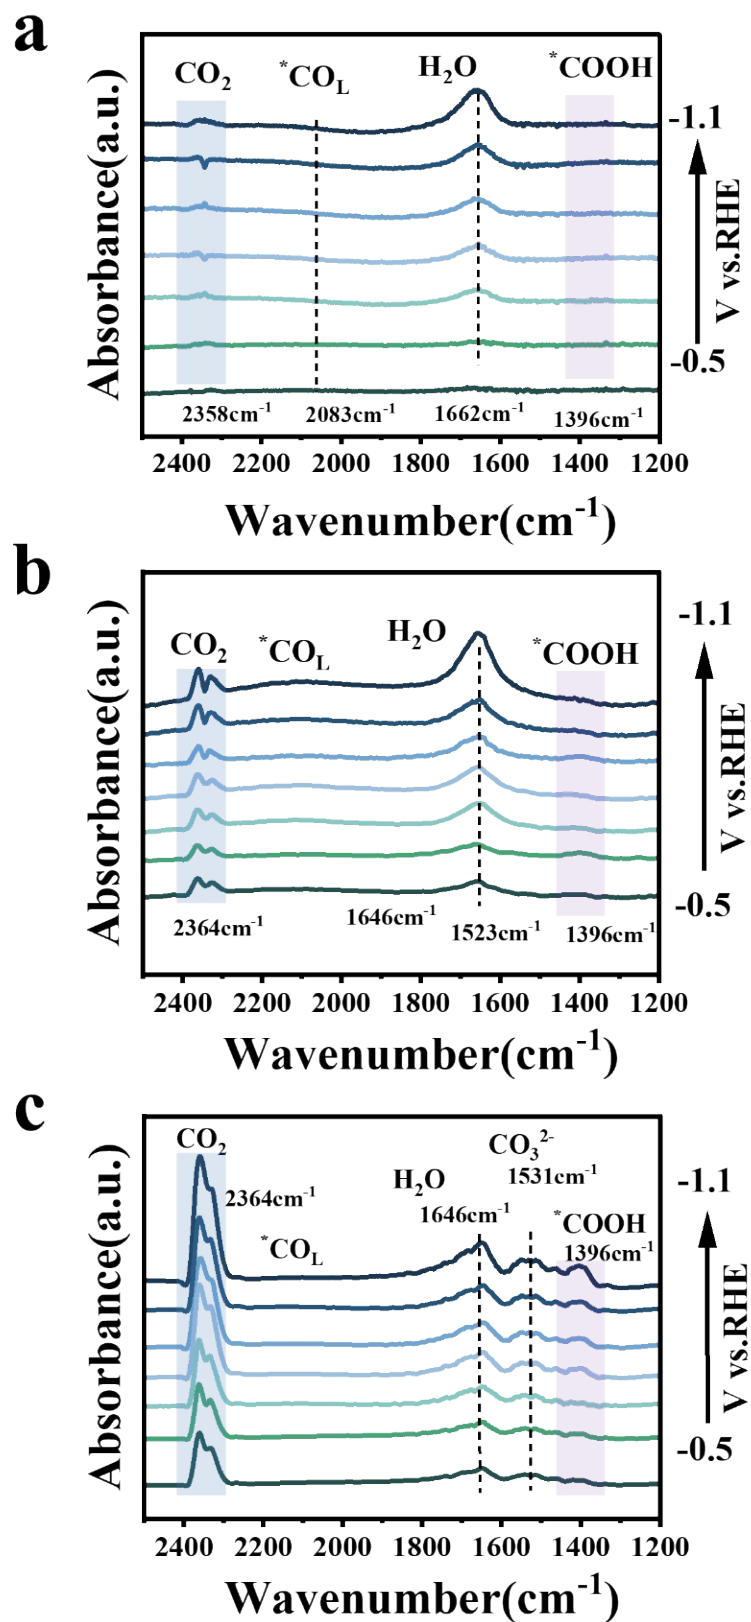 a
CO₂ *CO_L H₂O *COOH
-1.1
Absorbance(a.u.)
V vs.RHE
-0.5
2358cm⁻¹ 2083cm⁻¹ 1662cm⁻¹ 1396cm⁻¹
2400 2200 2000 1800 1600 1400 1200
Wavenumber(cm⁻¹)
b
CO₂ *CO_L H₂O *COOH
-1.1
Absorbance(a.u.)
V vs.RHE
-0.5
2364cm⁻¹ 1646cm⁻¹ 1523cm⁻¹ 1396cm⁻¹
2400 2200 2000 1800 1600 1400 1200
Wavenumber(cm⁻¹)
c
CO₂ CO₃²⁻
2364cm⁻¹ H₂O 1531cm⁻¹
-1.1
*CO_L 1646cm⁻¹ *COOH
1396cm⁻¹
Absorbance(a.u.)
V vs.RHE
-0.5
2400 2200 2000 1800 1600 1400 1200
Wavenumber(cm⁻¹)